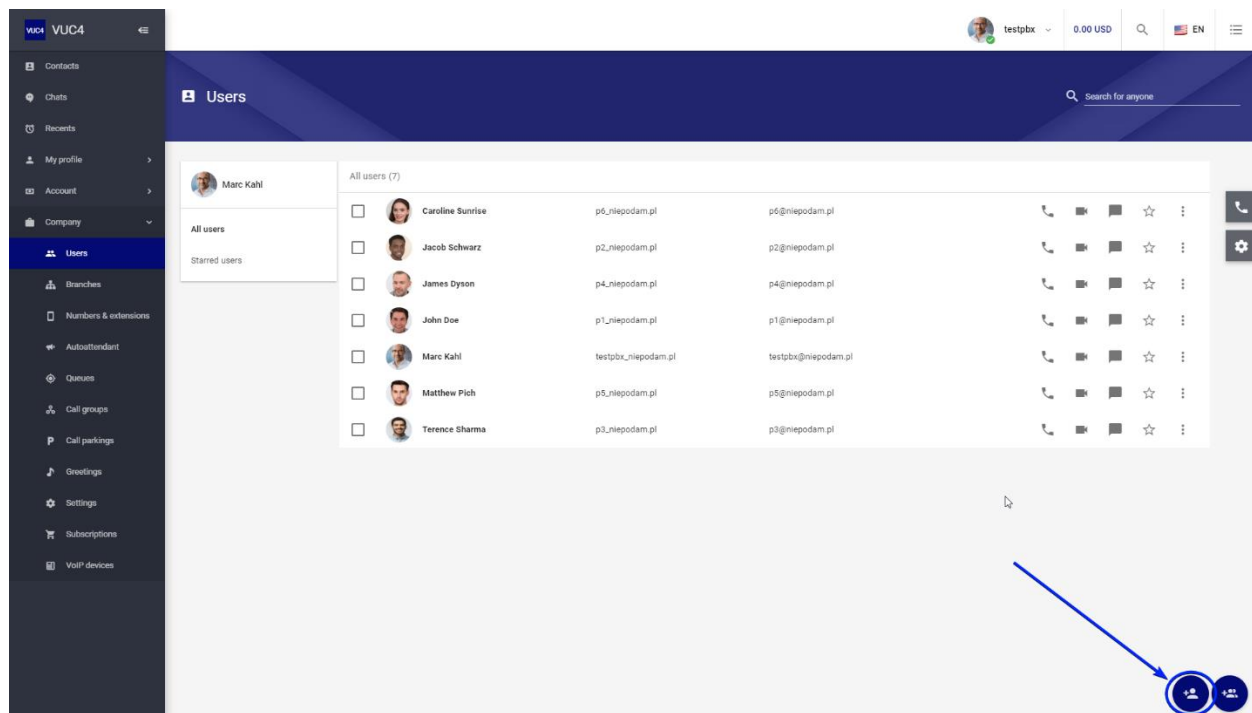 VUC4 VUC4
testpbx
0.00 USD
EN
Contacts
Chats
Recents
My profile
Account
Company
Users
Branches
Numbers & extensions
Autoattendant
Queues
Call groups
Call parkings
Greetings
Settings
Subscriptions
VoIP devices
Users
Search for anyone
Marc Kahl
All users
Starred users
All users (7)
Caroline Sunrise p6_niepodam.pl p6@niepodam.pl
Jacob Schwarz p2_niepodam.pl p2@niepodam.pl
James Dyson p4_niepodam.pl p4@niepodam.pl
John Doe p1_niepodam.pl p1@niepodam.pl
Marc Kahl testpbx_niepodam.pl testpbx@niepodam.pl
Matthew Pich p5_niepodam.pl p5@niepodam.pl
Terence Sharma p3_niepodam.pl p3@niepodam.pl